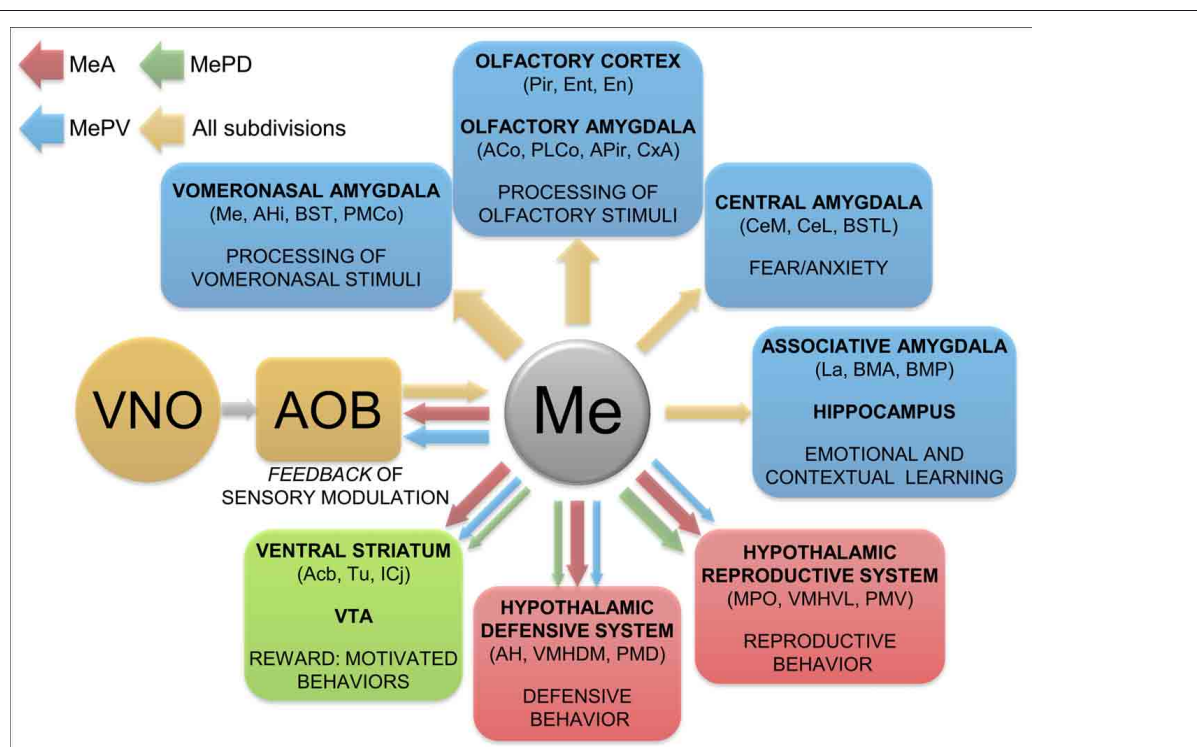 MeA
MePD
MePV
All subdivisions
OLFACTORY CORTEX
(Pir, Ent, En)
OLFACTORY AMYGDALA
(ACo, PLCo, APir, CxA)
PROCESSING OF
OLFACTORY STIMULI
VOMERONASAL AMYGDALA
(Me, AHi, BST, PMCo)
PROCESSING OF
VOMERONASAL STIMULI
CENTRAL AMYGDALA
(CeM, CeL, BSTL)
FEAR/ANXIETY
ASSOCIATIVE AMYGDALA
(La, BMA, BMP)
HIPPOCAMPUS
EMOTIONAL AND
CONTEXTUAL LEARNING
VNO
AOB
Me
FEEDBACK OF
SENSORY MODULATION
VENTRAL STRIATUM
(Acb, Tu, ICj)
VTA
REWARD: MOTIVATED
BEHAVIORS
HYPOTHALAMIC
DEFENSIVE SYSTEM
(AH, VMHDM, PMD)
DEFENSIVE
BEHAVIOR
HYPOTHALAMIC
REPRODUCTIVE SYSTEM
(MPO, VMHVL, PMV)
REPRODUCTIVE
BEHAVIOR